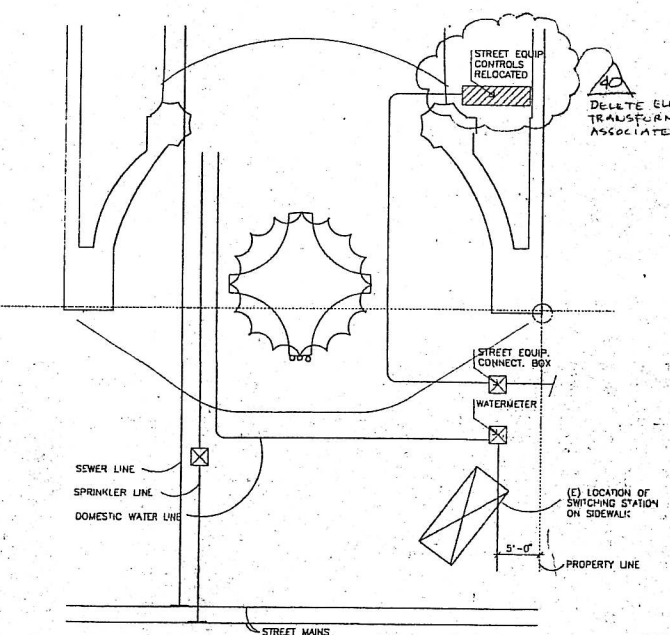 STREET EQUIP.
CONTROLS
RELOCATED
40
DELETE
STREET EQUIP.
CONNECT. BOX
WATERMETER
SEWER LINE
SPRINKLER LINE
DOMESTIC WATER LINE
(E) LOCATION OF
SWITCHING STATION
ON SIDEWALK
5'-0"
PROPERTY LINE
STREET MAINS